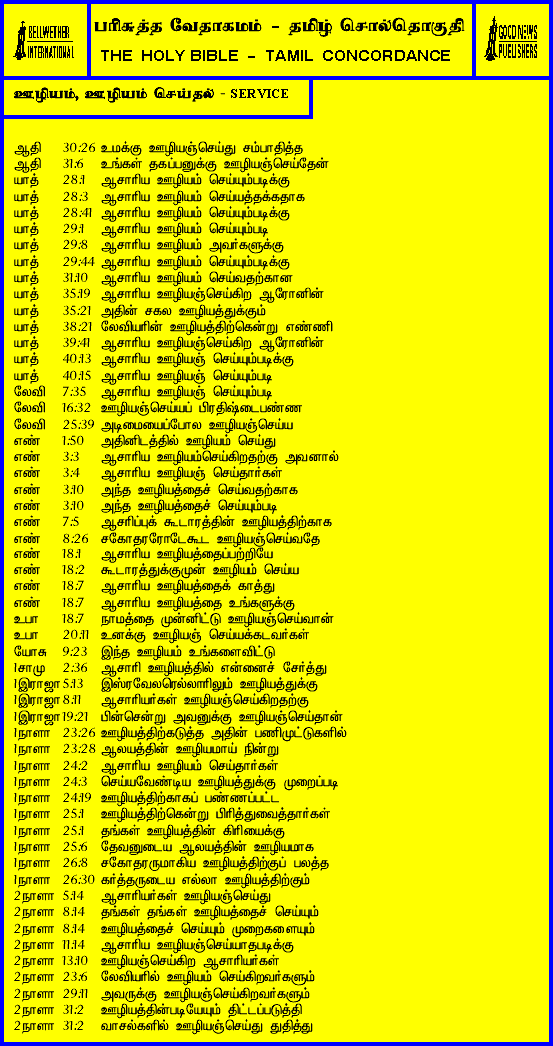 BELLWETHER
INTERNATIONAL
பரிசுத்த வேதாகமம் - தமிழ் சொல்தொகுதி
THE HOLY BIBLE - TAMIL CONCORDANCE
GOOD NEWS
PUBLISHERS
ஊழியம், ஊழியம் செய்தல் - SERVICE
ஆதி 30:26 உமக்கு ஊழியஞ்செய்து சம்பாதித்த
ஆதி 31:6 உங்கள் தகப்பனுக்கு ஊழியஞ்செய்தேன்
யாத் 28:1 ஆசாரிய ஊழியம் செய்யும்படிக்கு
யாத் 28:3 ஆசாரிய ஊழியம் செய்யத்தக்கதாக
யாத் 28:41 ஆசாரிய ஊழியம் செய்யும்படிக்கு
யாத் 29:1 ஆசாரிய ஊழியம் செய்யும்படி
யாத் 29:8 ஆசாரிய ஊழியம் அவர்களுக்கு
யாத் 29:44 ஆசாரிய ஊழியம் செய்யும்படிக்கு
யாத் 31:10 ஆசாரிய ஊழியம் செய்வதற்கான
யாத் 35:19 ஆசாரிய ஊழியஞ்செய்கிற ஆரோனின்
யாத் 35:21 அதின் சகல ஊழியத்துக்கும்
யாத் 38:21 லேவியரின் ஊழியத்திற்கென்று எண்ணி
யாத் 39:41 ஆசாரிய ஊழியஞ்செய்கிற ஆரோனின்
யாத் 40:13 ஆசாரிய ஊழியஞ் செய்யும்படிக்கு
யாத் 40:15 ஆசாரிய ஊழியஞ் செய்யும்படி
லேவி 7:35 ஆசாரிய ஊழியஞ் செய்யும்படி
லேவி 16:32 ஊழியஞ்செய்யப் பிரதிஷ்டைபண்ண
லேவி 25:39 அடிமையைப்போல ஊழியஞ்செய்ய
எண் 1:50 அதினிடத்தில் ஊழியம் செய்து
எண் 3:3 ஆசாரிய ஊழியம்செய்கிறதற்கு அவனால்
எண் 3:4 ஆசாரிய ஊழியஞ் செய்தார்கள்
எண் 3:10 அந்த ஊழியத்தைச் செய்வதற்காக
எண் 3:10 அந்த ஊழியத்தைச் செய்யும்படி
எண் 7:5 ஆசரிப்புக் கூடாரத்தின் ஊழியத்திற்காக
எண் 8:26 சகோதரரோடேகூட ஊழியஞ்செய்வதே
எண் 18:1 ஆசாரிய ஊழியத்தைப்பற்றியே
எண் 18:2 கூடாரத்துக்குமுன் ஊழியம் செய்ய
எண் 18:7 ஆசாரிய ஊழியத்தைக் காத்து
எண் 18:7 ஆசாரிய ஊழியத்தை உங்களுக்கு
உபா 18:7 நாமத்தை முன்னிட்டு ஊழியஞ்செய்வான்
உபா 20:11 உனக்கு ஊழியஞ் செய்யக்கடவர்கள்
யோசு 9:23 இந்த ஊழியம் உங்களைவிட்டு
1சாமு 2:36 ஆசாரி ஊழியத்தில் என்னைச் சேர்த்து
1இராஜா 5:13 இஸ்ரவேலரெல்லாரிலும் ஊழியத்துக்கு
1இராஜா 8:11 ஆசாரியர்கள் ஊழியஞ்செய்கிறதற்கு
1இராஜா 19:21 பின்சென்று அவனுக்கு ஊழியஞ்செய்தான்
1நாளா 23:26 ஊழியத்திற்கடுத்த அதின் பணிமுட்டுகளில்
1நாளா 23:28 ஆலயத்தின் ஊழியமாய் நின்று
1நாளா 24:2 ஆசாரிய ஊழியம் செய்தார்கள்
1நாளா 24:3 செய்யவேண்டிய ஊழியத்துக்கு முறைப்படி
1நாளா 24:19 ஊழியத்திற்காகப் பண்ணப்பட்ட
1நாளா 25:1 ஊழியத்திற்கென்று பிரித்துவைத்தார்கள்
1நாளா 25:1 தங்கள் ஊழியத்தின் கிரியைக்கு
1நாளா 25:6 தேவனுடைய ஆலயத்தின் ஊழியமாக
1நாளா 26:8 சகோதரருமாகிய ஊழியத்திற்குப் பலத்த
1நாளா 26:30 கர்த்தருடைய எல்லா ஊழியத்திற்கும்
2நாளா 5:14 ஆசாரியர்கள் ஊழியஞ்செய்து
2நாளா 8:14 தங்கள் தங்கள் ஊழியத்தைச் செய்யும்
2நாளா 8:14 ஊழியத்தைச் செய்யும் முறைகளையும்
2நாளா 11:14 ஆசாரிய ஊழியஞ்செய்யாதபடிக்கு
2நாளா 13:10 ஊழியஞ்செய்கிற ஆசாரியர்கள்
2நாளா 23:6 லேவியரில் ஊழியம் செய்கிறவர்களும்
2நாளா 29:11 அவருக்கு ஊழியஞ்செய்கிறவர்களும்
2நாளா 31:2 ஊழியத்தின்படியேயும் திட்டப்படுத்தி
2நாளா 31:2 வாசல்களில் ஊழியஞ்செய்து துதித்து